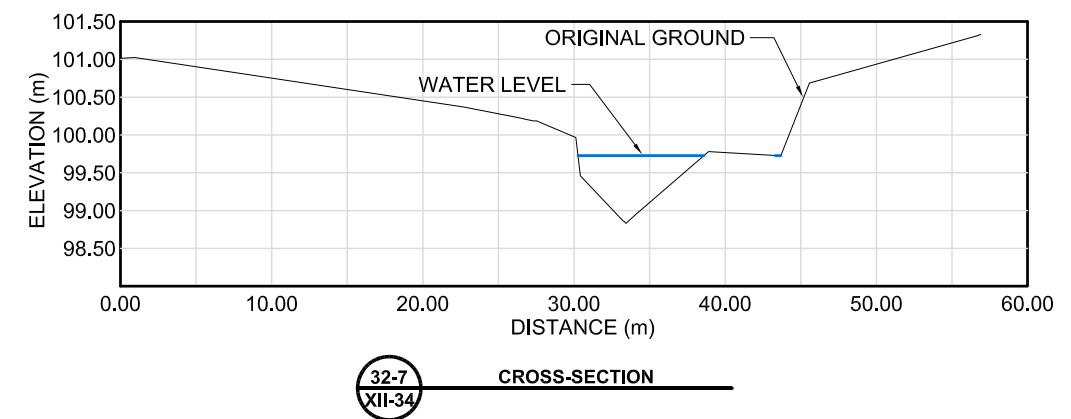 101.50
101.00
100.50
100.00
99.50
99.00
98.50
ELEVATION (m)
ORIGINAL GROUND
WATER LEVEL
0.00 10.00 20.00 30.00 40.00 50.00 60.00
DISTANCE (m)
32-7
XII-34
CROSS-SECTION